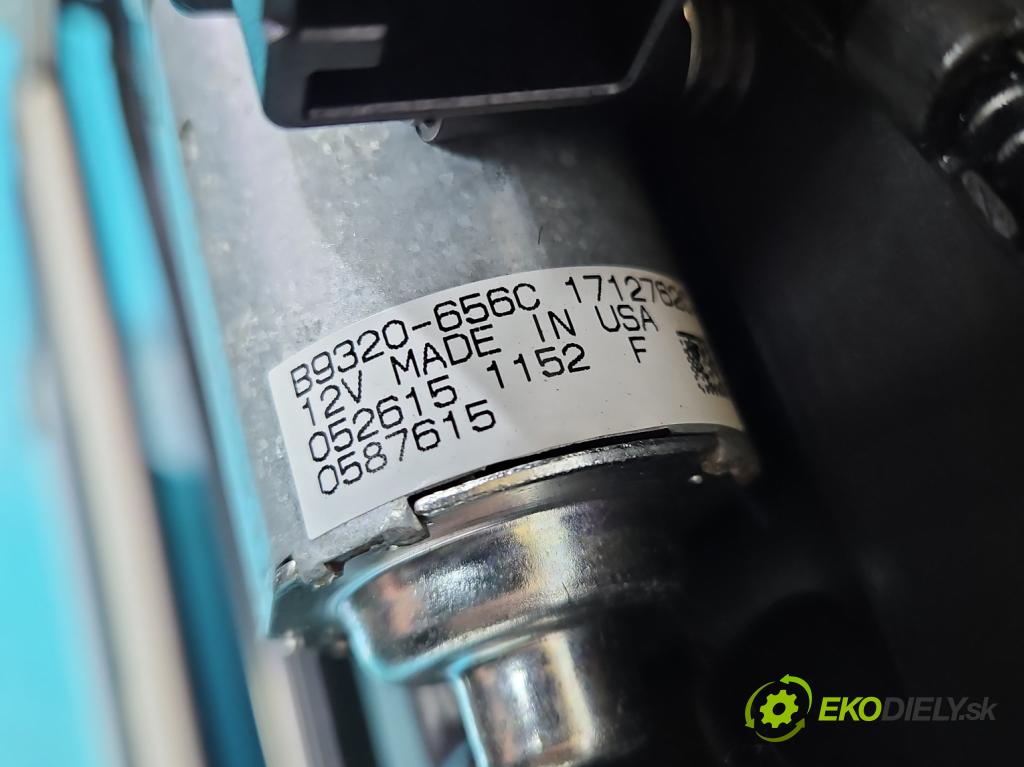 B9320-656C
12V MADE IN USA
052615 1152 F
0587615
EKODIELY.sk